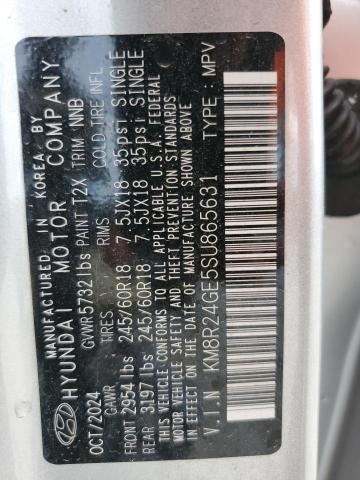 MANUFACTURED IN KOREA BY
HYUNDAI MOTOR COMPANY
OCT/2024 GVWR 5732 lbs PAINT T2X TRIM NNB
GAWR TIRES RIMS COLD TIRE INFL
FRONT 2954 lbs 245/60R18 7.5JX18 35psi SINGLE
REAR 3197 lbs 245/60R18 7.5JX18 35psi SINGLE
THIS VEHICLE CONFORMS TO ALL APPLICABLE U.S.A. FEDERAL
MOTOR VEHICLE SAFETY, BUMPER, AND THEFT PREVENTION STANDARDS
IN EFFECT ON THE DATE OF MANUFACTURE SHOWN ABOVE.
V.I.N : KM8R24GE5SU865631 TYPE : MPV